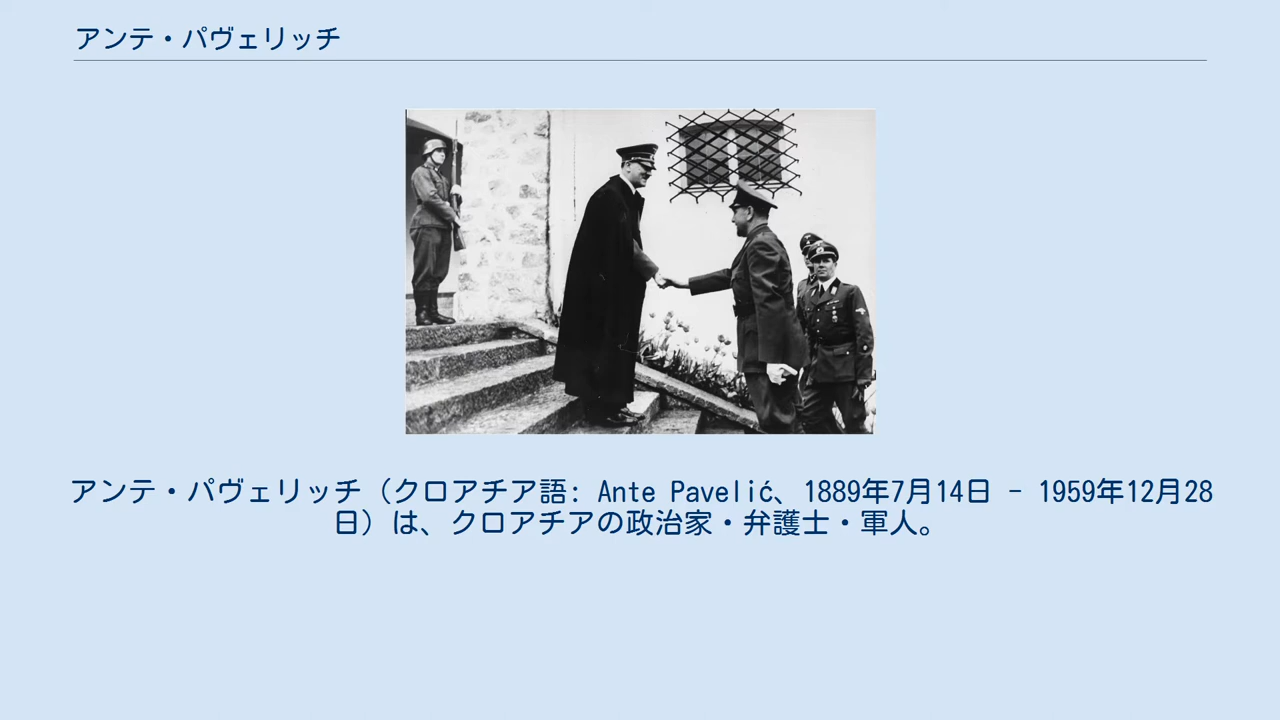 アンテ・パヴェリッチ
アンテ・パヴェリッチ（クロアチア語: Ante Pavelić、1889年7月14日 - 1959年12月28
日）は、クロアチアの政治家・弁護士・軍人。